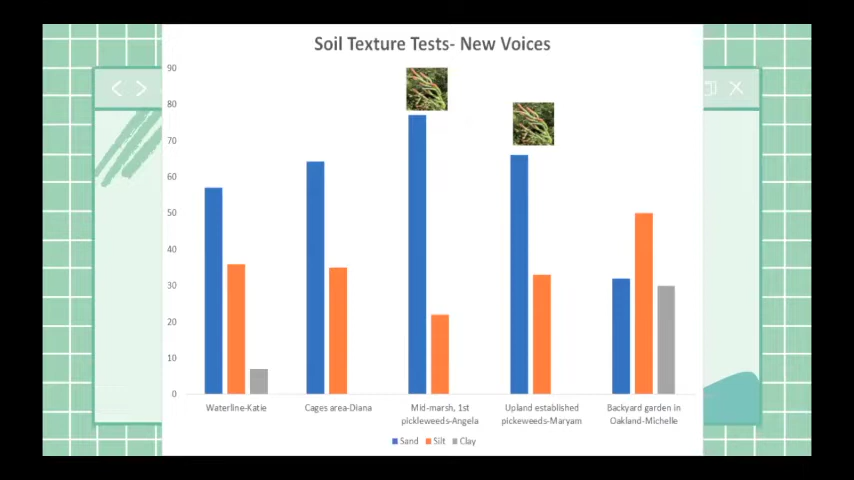 Soil Texture Tests- New Voices
90
80
70
60
50
40
30
20
10
0
Waterline-Katie
Cages area-Diana
Mid-marsh, 1st
pickleweeds-Angela
Upland established
pickeweeds-Maryam
Backyard garden in
Oakland-Michelle
Sand Silt Clay